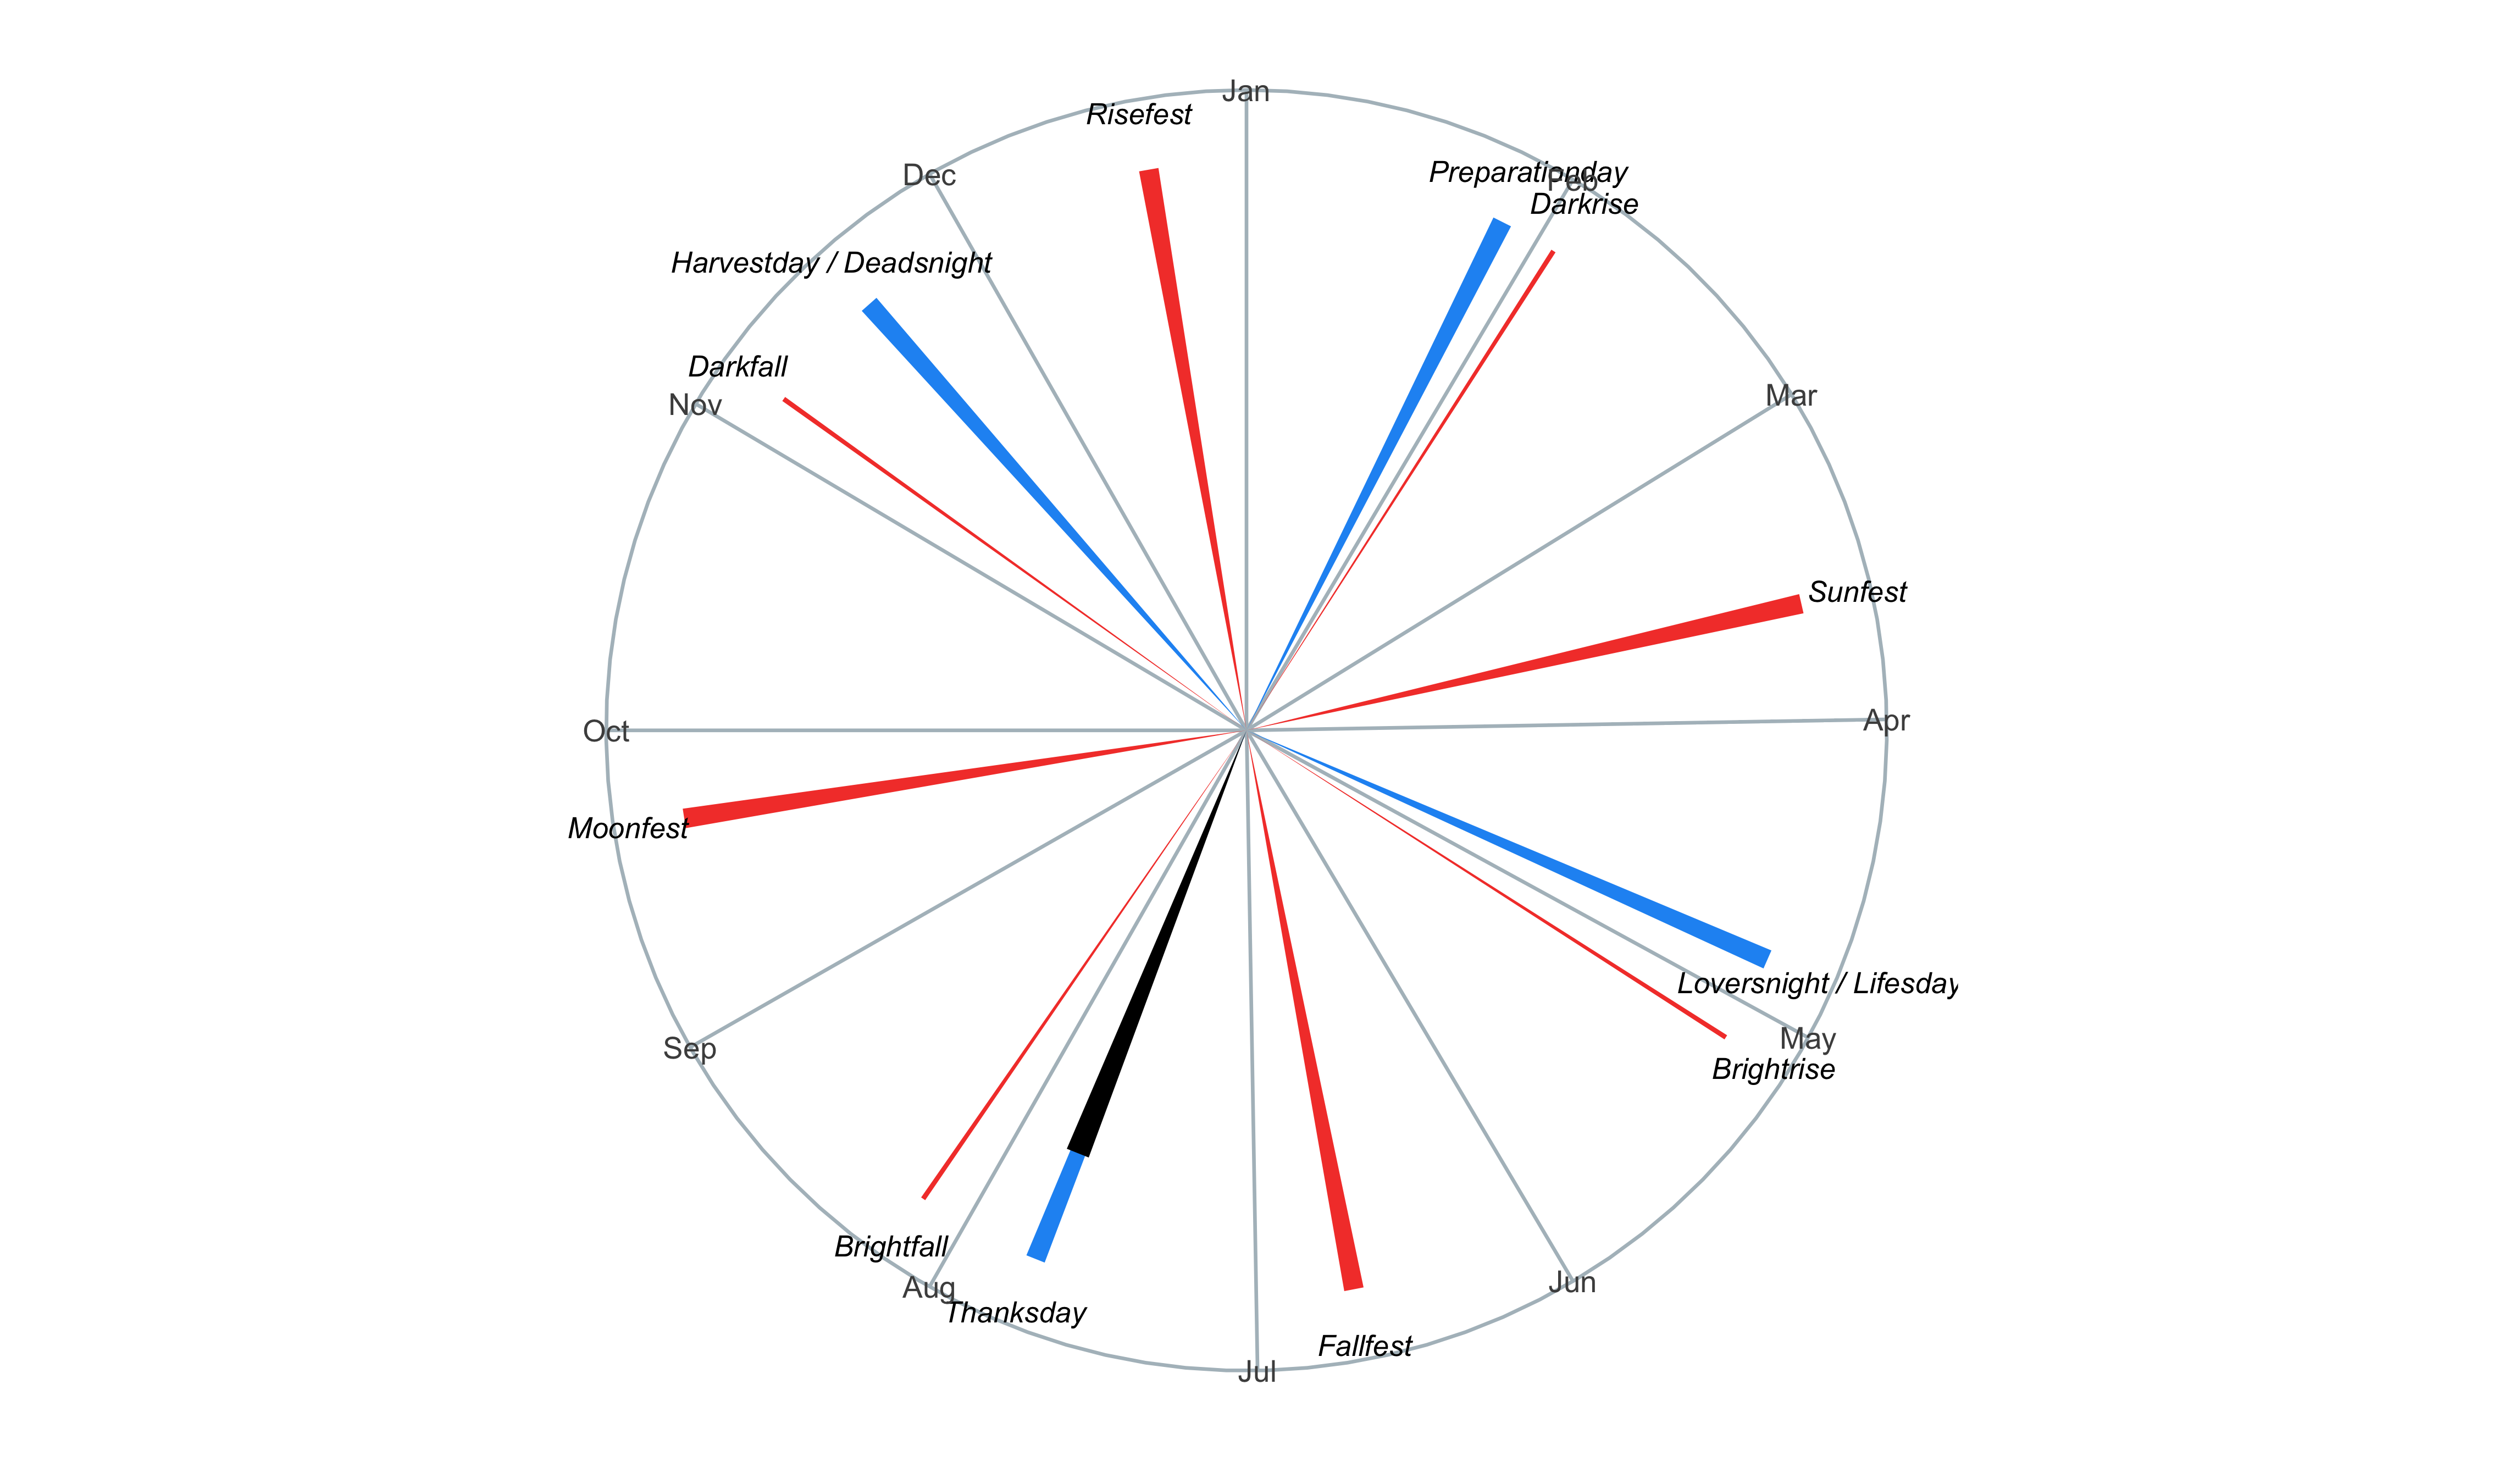 Jan
Risefest
Preparationday
Dec
Feb
Darkrise
Harvestday / Deadsnight
Darkfall
Mar
Nov
Sunfest
Apr
Oct
Moonfest
Loversnight / Lifesday
May
Sep
Brightrise
Brightfall
Jun
Aug
Thanksday
Fallfest
Jul